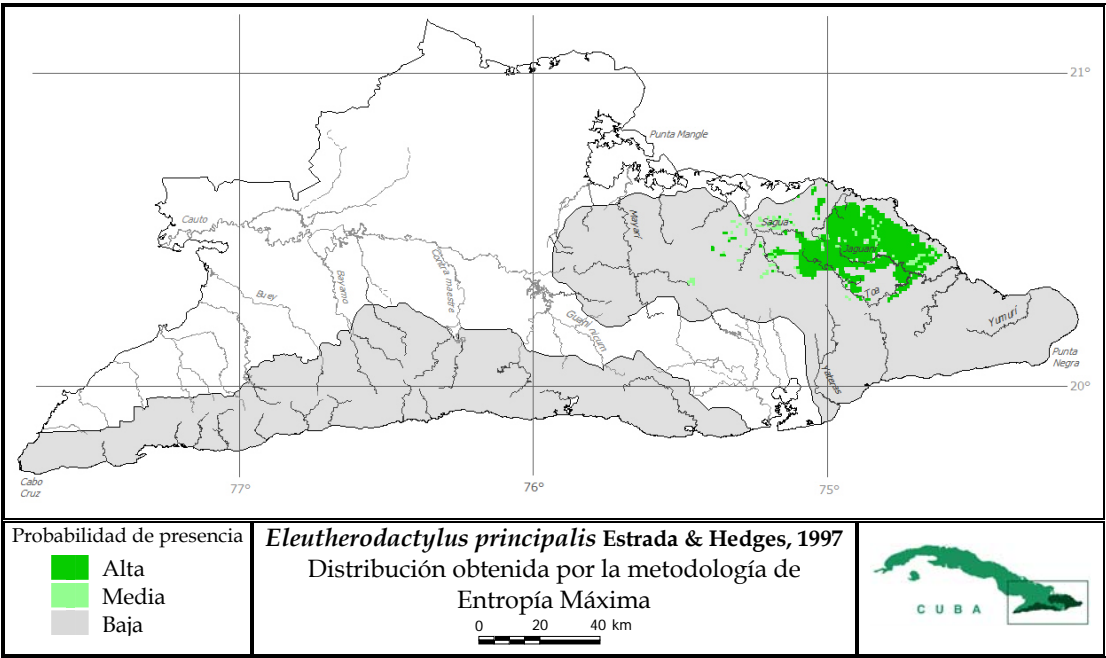 21°
Punta Mangle
Cauto
Sagua
Mayarí
Jaguaní
Contramaestre
Bayamo
Buey
Toa
Guaninicum
Yumurí
Punta
Negra
20°
Yateras
Cabo
Cruz
77°
76°
75°
Probabilidad de presencia
Alta
Media
Baja
Eleutherodactylus principalis Estrada & Hedges, 1997
Distribución obtenida por la metodología de
Entropía Máxima
0 20 40 km
CUBA